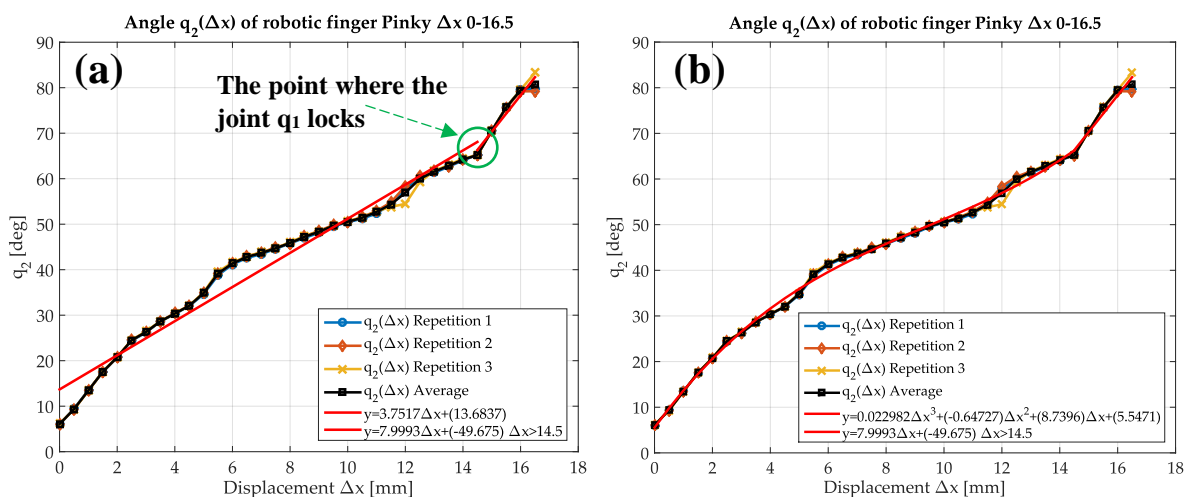 Angle q₂(Δx) of robotic finger Pinky Δx 0-16.5
(a)
The point where the
joint q₁ locks
90
80
70
60
50
40
30
20
10
0
q₂ [deg]
q₂(Δx) Repetition 1
q₂(Δx) Repetition 2
q₂(Δx) Repetition 3
q₂(Δx) Average
y=3.7517Δx+(13.6837)
y=7.9993Δx+(-49.675) Δx>14.5
0 2 4 6 8 10 12 14 16 18
Displacement Δx [mm]
Angle q₂(Δx) of robotic finger Pinky Δx 0-16.5
(b)
90
80
70
60
50
40
30
20
10
0
q₂ [deg]
q₂(Δx) Repetition 1
q₂(Δx) Repetition 2
q₂(Δx) Repetition 3
q₂(Δx) Average
y=0.022982Δx³+(-0.64727)Δx²+(8.7396)Δx+(5.5471)
y=7.9993Δx+(-49.675) Δx>14.5
0 2 4 6 8 10 12 14 16 18
Displacement Δx [mm]